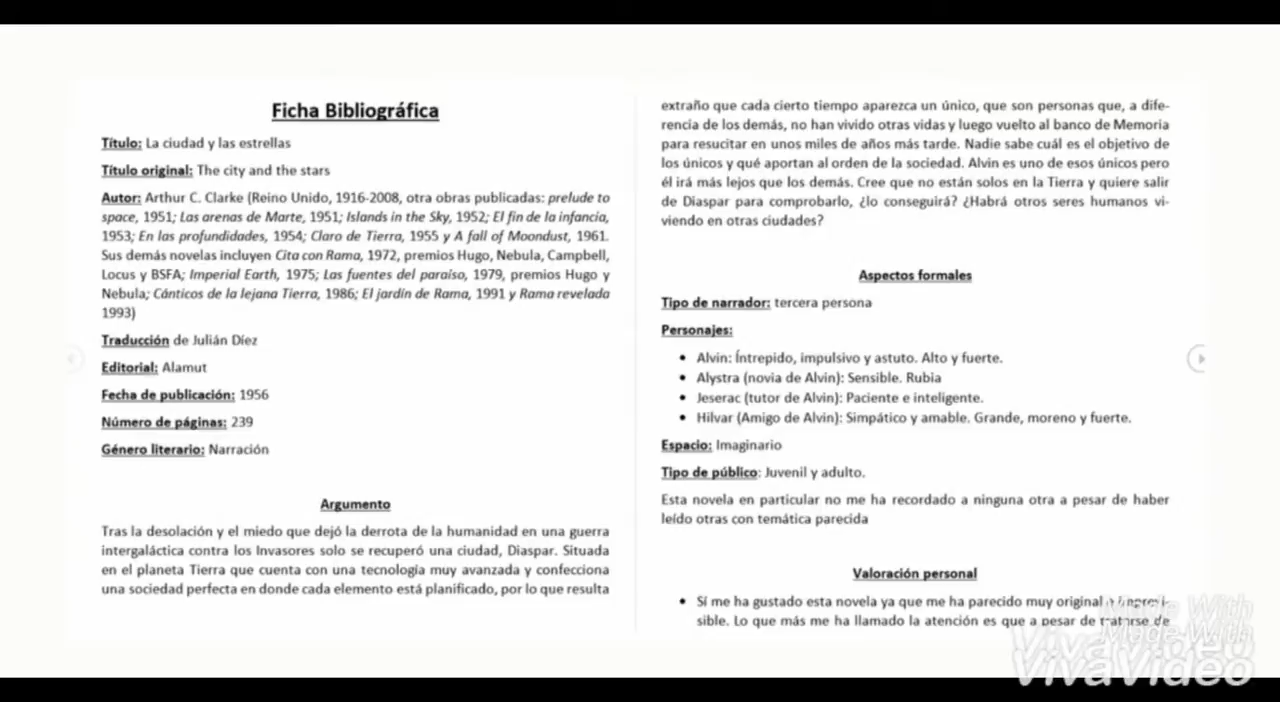 Ficha Bibliográfica
Título: La ciudad y las estrellas
Título original: The city and the stars
Autor: Arthur C. Clarke (Reino Unido, 1916-2008, otra obras publicadas: prelude to
space, 1951; Las arenas de Marte, 1951; Islands in the Sky, 1952; El fin de la infancia,
1953; En las profundidades, 1954; Claro de Tierra, 1955 y A fall of Moondust, 1961.
Sus demás novelas incluyen Cita con Rama, 1972, premios Hugo, Nebula, Campbell,
Locus y BSFA; Imperial Earth, 1975; Las fuentes del paraíso, 1979, premios Hugo y
Nebula; Cánticos de la lejana Tierra, 1986; El jardín de Rama, 1991 y Rama revelada
1993)
Traducción de Julián Díez
Editorial: Alamut
Fecha de publicación: 1956
Número de páginas: 239
Género literario: Narración
Argumento
Tras la desolación y el miedo que dejó la derrota de la humanidad en una guerra
intergaláctica contra los Invasores solo se recuperó una ciudad, Diaspar. Situada
en el planeta Tierra que cuenta con una tecnología muy avanzada y confecciona
una sociedad perfecta en donde cada elemento está planificado, por lo que resulta
extraño que cada cierto tiempo aparezca un único, que son personas que, a dife-
rencia de los demás, no han vivido otras vidas y luego vuelto al banco de Memoria
para resucitar en unos miles de años más tarde. Nadie sabe cuál es el objetivo de
los únicos y qué aportan al orden de la sociedad. Alvin es uno de esos únicos pero
él irá más lejos que los demás. Cree que no están solos en la Tierra y quiere salir
de Diaspar para comprobarlo, ¿lo conseguirá? ¿Habrá otros seres humanos vi-
viendo en otras ciudades?
Aspectos formales
Tipo de narrador: tercera persona
Personajes:
• Alvin: Íntrepido, impulsivo y astuto. Alto y fuerte.
• Alystra (novia de Alvin): Sensible. Rubia
• Jeserac (tutor de Alvin): Paciente e inteligente.
• Hilvar (Amigo de Alvin): Simpático y amable. Grande, moreno y fuerte.
Espacio: Imaginario
Tipo de público: Juvenil y adulto.
Esta novela en particular no me ha recordado a ninguna otra a pesar de haber
leído otras con temática parecida
Valoración personal
• Sí me ha gustado esta novela ya que me ha parecido muy original e imprevi-
sible. Lo que más me ha llamado la atención es que a pesar de tratarse de
Made With
Made With
VivaVideo
VivaVideo